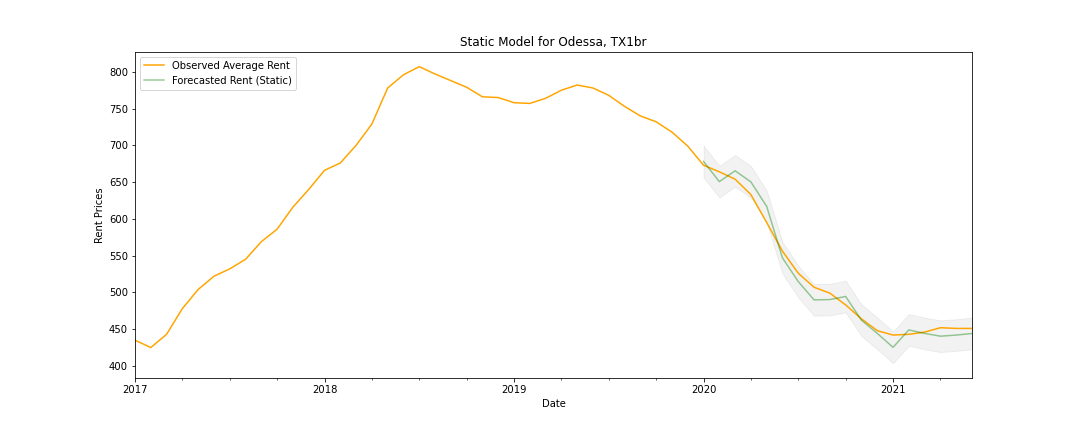 Static Model for Odessa, TX1br
Observed Average Rent
Forecasted Rent (Static)
Rent Prices
800
750
700
650
600
550
500
450
400
2017
2018
2019
2020
2021
Date